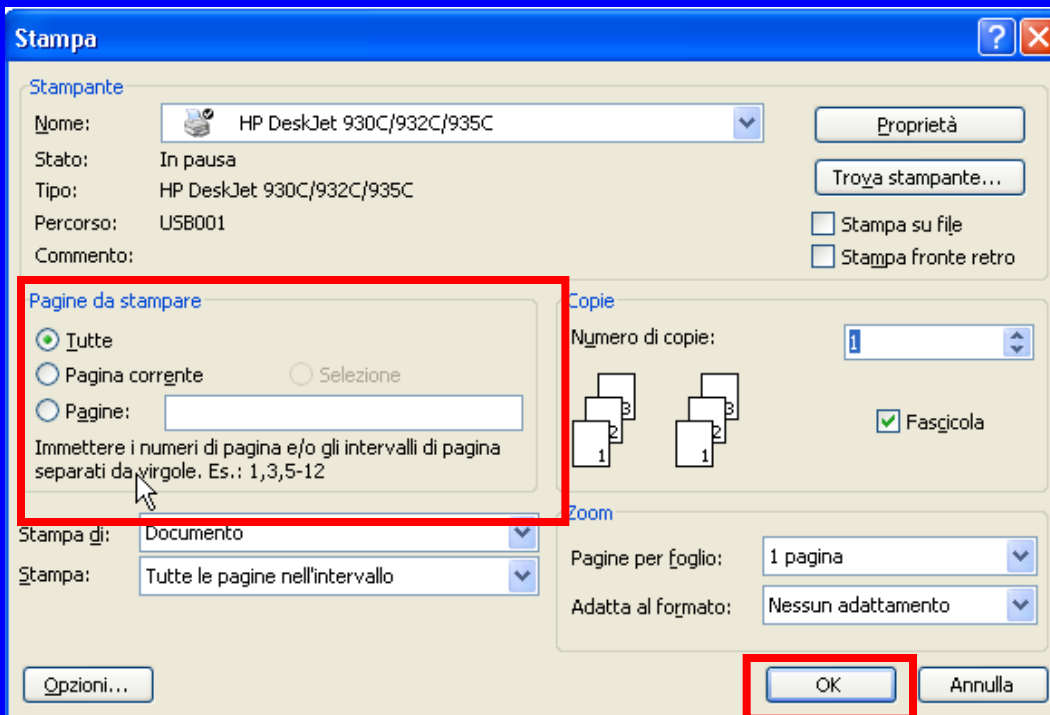 Stampa
Stampante
Nome: HP DeskJet 930C/932C/935C Proprietà
Stato: In pausa
Tipo: HP DeskJet 930C/932C/935C Trova stampante...
Percorso: USB001 Stampa su file
Commento: Stampa fronte retro
Pagine da stampare
Tutte
Pagina corrente Selezione
Pagine:
Immettere i numeri di pagina e/o gli intervalli di pagina
separati da virgole. Es.: 1,3,5-12
Copie
Numero di copie: 1
3 3
2 2
1 1
Fascicola
Stampa di: Documento
Stampa: Tutte le pagine nell'intervallo
Zoom
Pagine per foglio: 1 pagina
Adatta al formato: Nessun adattamento
Opzioni... OK Annulla